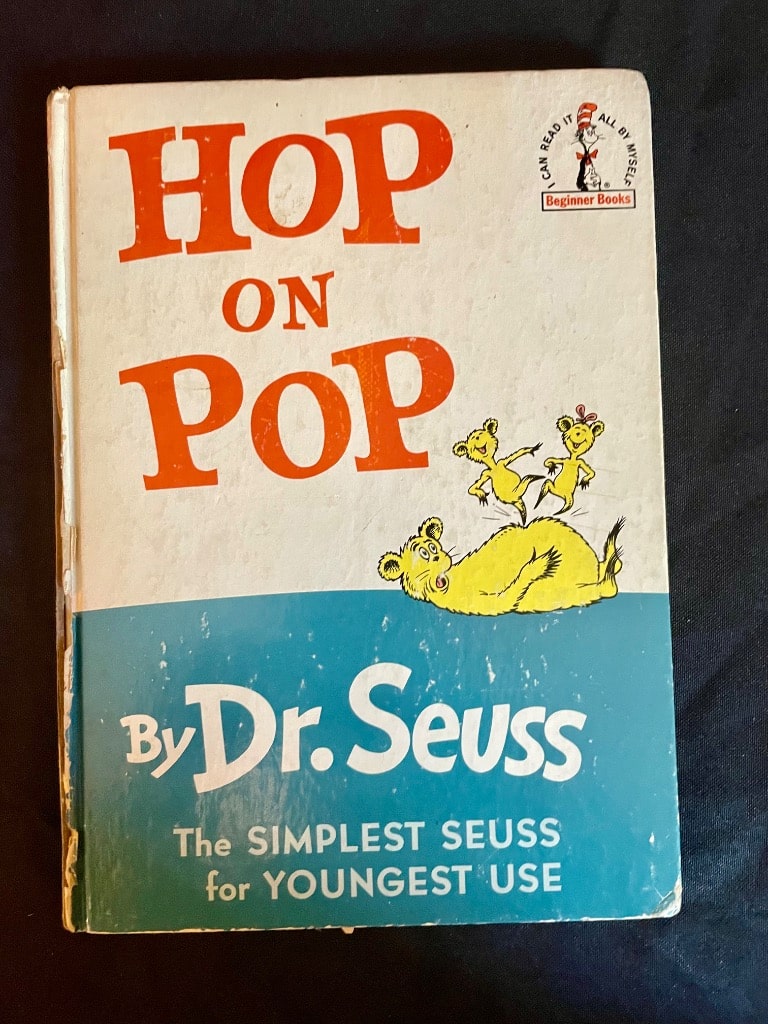 HOP
ON
POP
I CAN READ IT ALL BY MYSELF
®
Beginner Books
By Dr. Seuss
The SIMPLEST SEUSS
for YOUNGEST USE